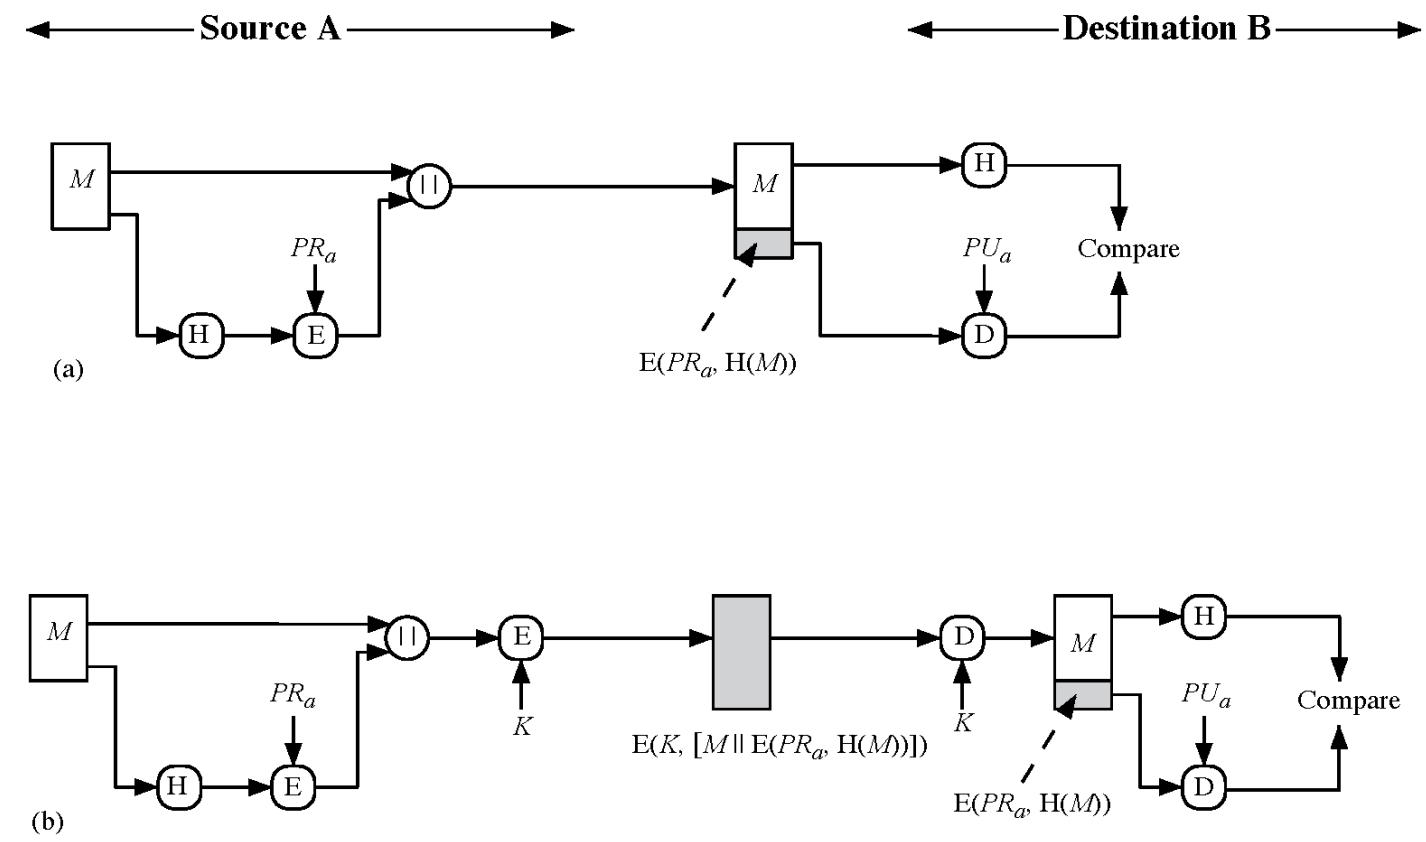 Source A
Destination B
M
||
M
H
PRa
PUa
Compare
H
E
D
E(PRa, H(M))
(a)
M
||
E
D
M
H
PRa
K
K
PUa
Compare
E(K, [M || E(PRa, H(M))])
H
E
D
E(PRa, H(M))
(b)